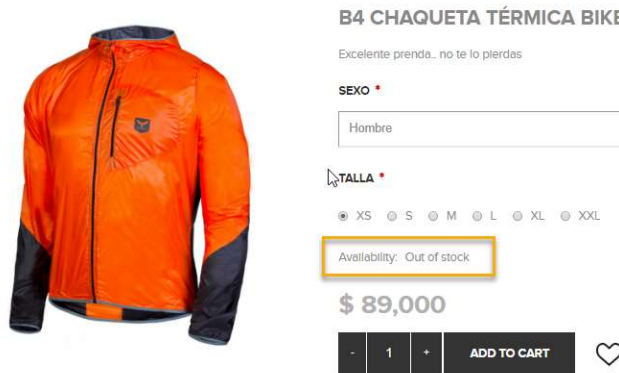 B4 CHAQUETA TÉRMICA BIKE
Excelente prenda.. no te lo pierdas
SEXO *
Hombre
TALLA *
XS S M L XL XXL
Availability: Out of stock
$ 89,000
- 1 + ADD TO CART